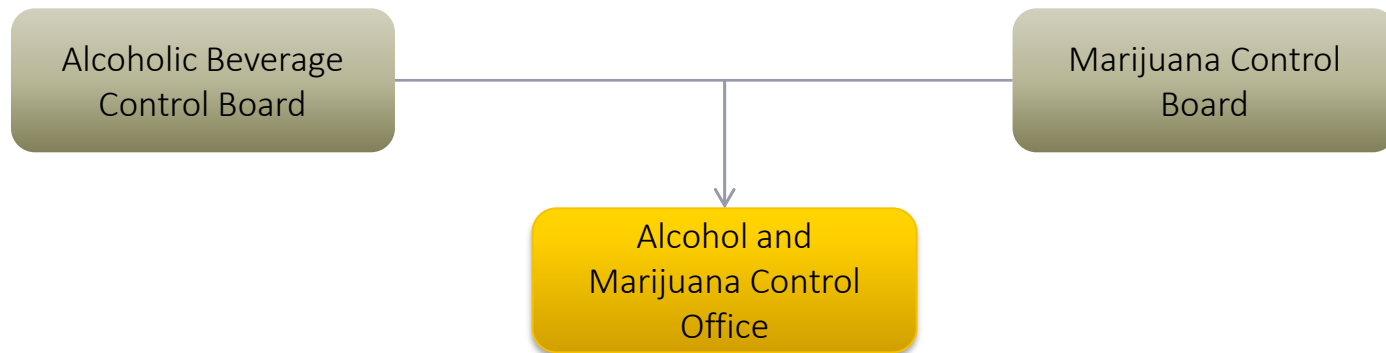 Alcoholic Beverage
Control Board
Marijuana Control
Board
Alcohol and
Marijuana Control
Office